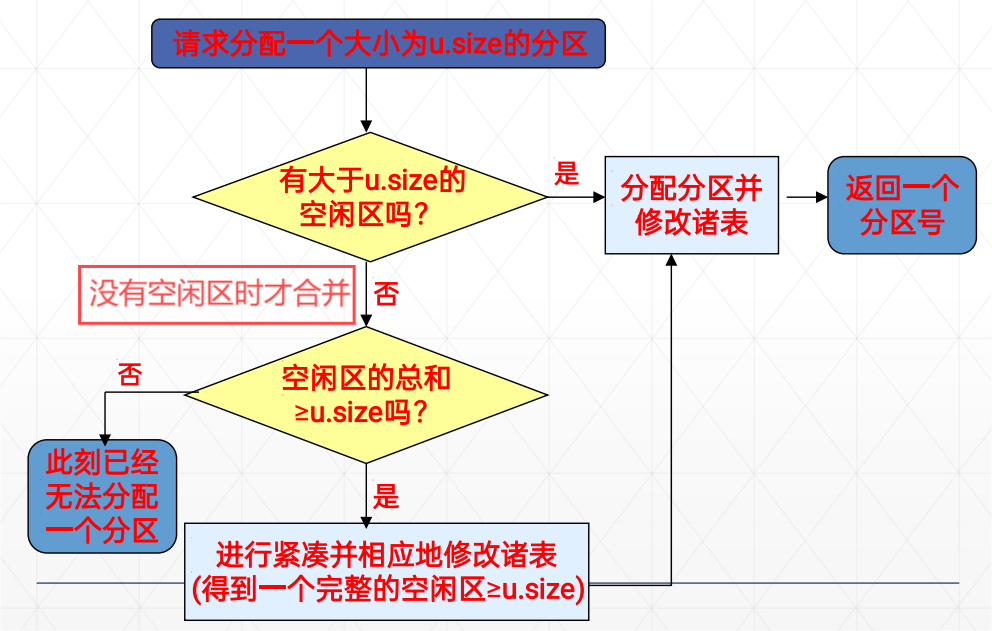 请求分配一个大小为u.size的分区
有大于u.size的
空闲区吗?
是
分配分区并
修改诸表
返回一个
分区号
没有空闲区时才合并
否
空闲区的总和
≥u.size吗?
否
此刻已经
无法分配
一个分区
是
进行紧凑并相应地修改诸表
(得到一个完整的空闲区≥u.size)